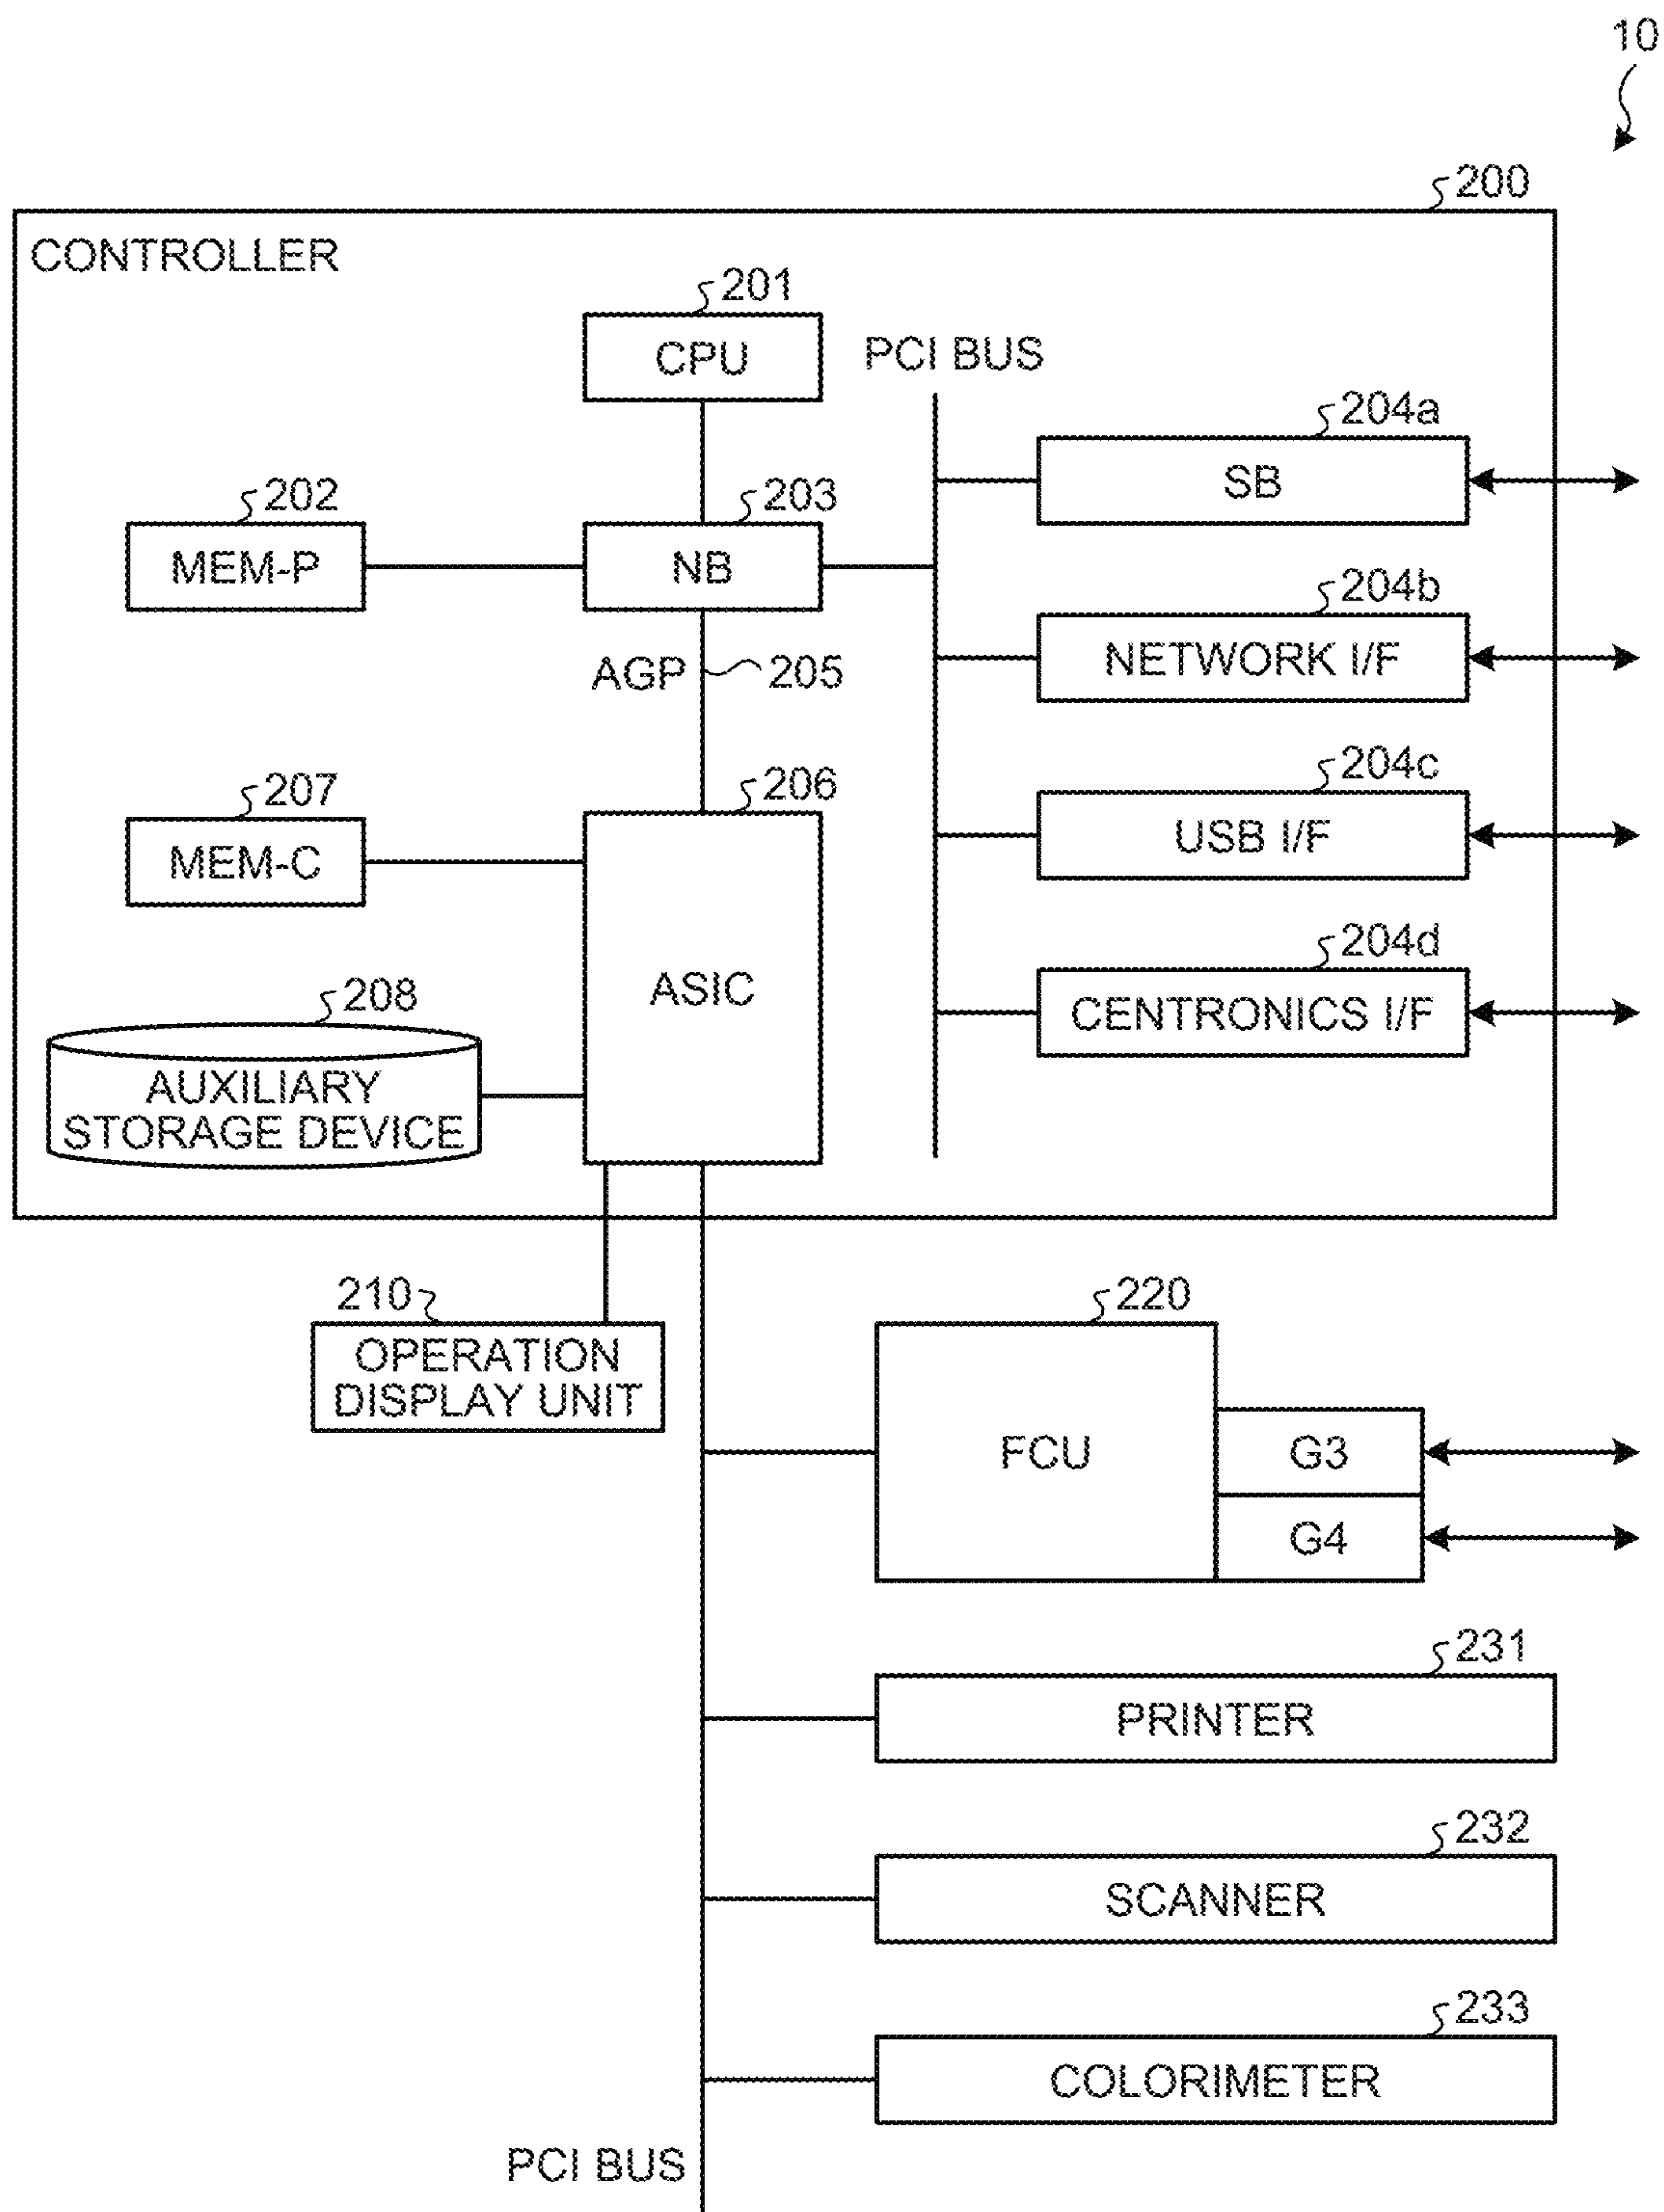 10
200
CONTROLLER
201
CPU
PCI BUS
204a
SB
202
MEM-P
203
NB
204b
NETWORK I/F
AGP
205
204c
USB I/F
207
MEM-C
206
ASIC
204d
CENTRONICS I/F
208
AUXILIARY
STORAGE DEVICE
210
OPERATION
DISPLAY UNIT
220
FCU
G3
G4
231
PRINTER
232
SCANNER
233
COLORIMETER
PCI BUS